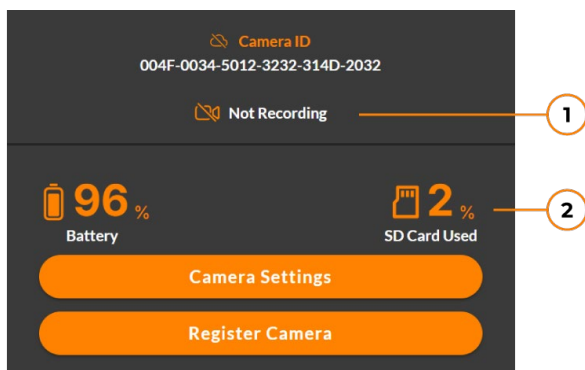 Camera ID
004F-0034-5012-3232-314D-2032
Not Recording
1
96 %
2 %
2
Battery
SD Card Used
Camera Settings
Register Camera